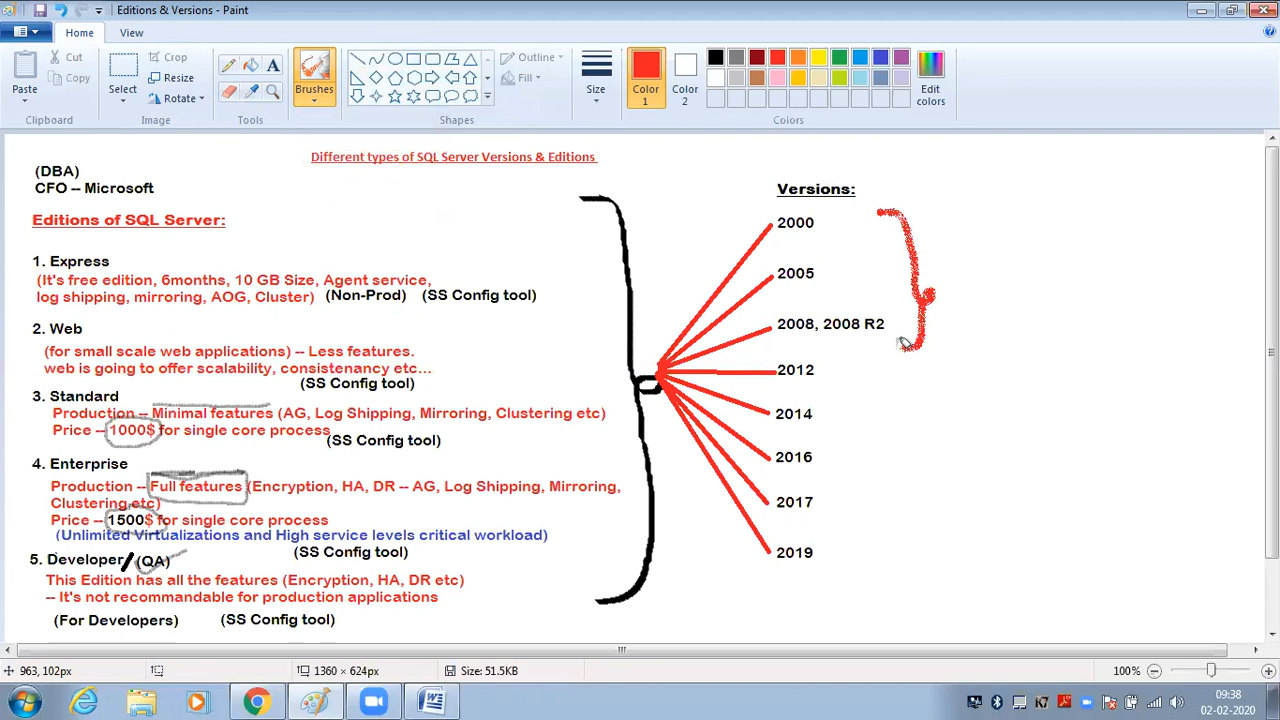 Editions & Versions - Paint
Home
View
Paste
Cut
Copy
Clipboard
Select
Crop
Resize
Rotate
Image
Tools
Brushes
Shapes
Outline
Fill
Size
Color 1
Color 2
Colors
Edit colors
Different types of SQL Server Versions & Editions
(DBA)
CFO -- Microsoft
Editions of SQL Server:
1. Express
(It's free edition, 6months, 10 GB Size, Agent service,
log shipping, mirroring, AOG, Cluster) (Non-Prod) (SS Config tool)
2. Web
(for small scale web applications) -- Less features.
web is going to offer scalability, consistenancy etc...
(SS Config tool)
3. Standard
Production -- Minimal features (AG, Log Shipping, Mirroring, Clustering etc)
Price -- 1000$ for single core process
(SS Config tool)
4. Enterprise
Production -- Full features (Encryption, HA, DR -- AG, Log Shipping, Mirroring,
Clustering etc)
Price -- 1500$ for single core process
(Unlimited Virtualizations and High service levels critical workload)
(SS Config tool)
5. Developer/(QA)
This Edition has all the features (Encryption, HA, DR etc)
-- It's not recommandable for production applications
(For Developers) (SS Config tool)
Versions:
2000
2005
2008, 2008 R2
2012
2014
2016
2017
2019
963, 102px
1360 × 624px
Size: 51.5KB
100%
09:38
02-02-2020